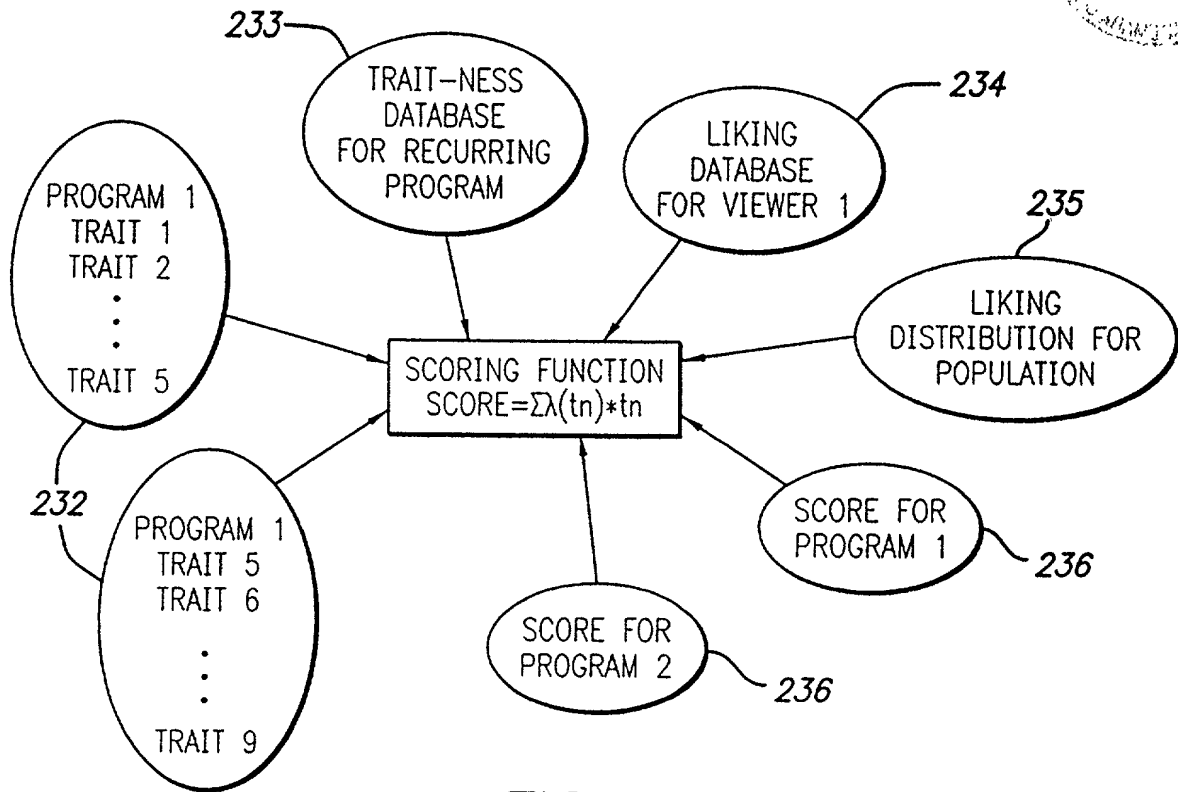 233
TRAIT-NESS
DATABASE
FOR RECURRING
PROGRAM
234
LIKING
DATABASE
FOR VIEWER 1
235
LIKING
DISTRIBUTION FOR
POPULATION
PROGRAM 1
TRAIT 1
TRAIT 2
TRAIT 5
SCORING FUNCTION
SCORE=Σλ(tn)*tn
232
PROGRAM 1
TRAIT 5
TRAIT 6
TRAIT 9
SCORE FOR
PROGRAM 1
236
SCORE FOR
PROGRAM 2
236